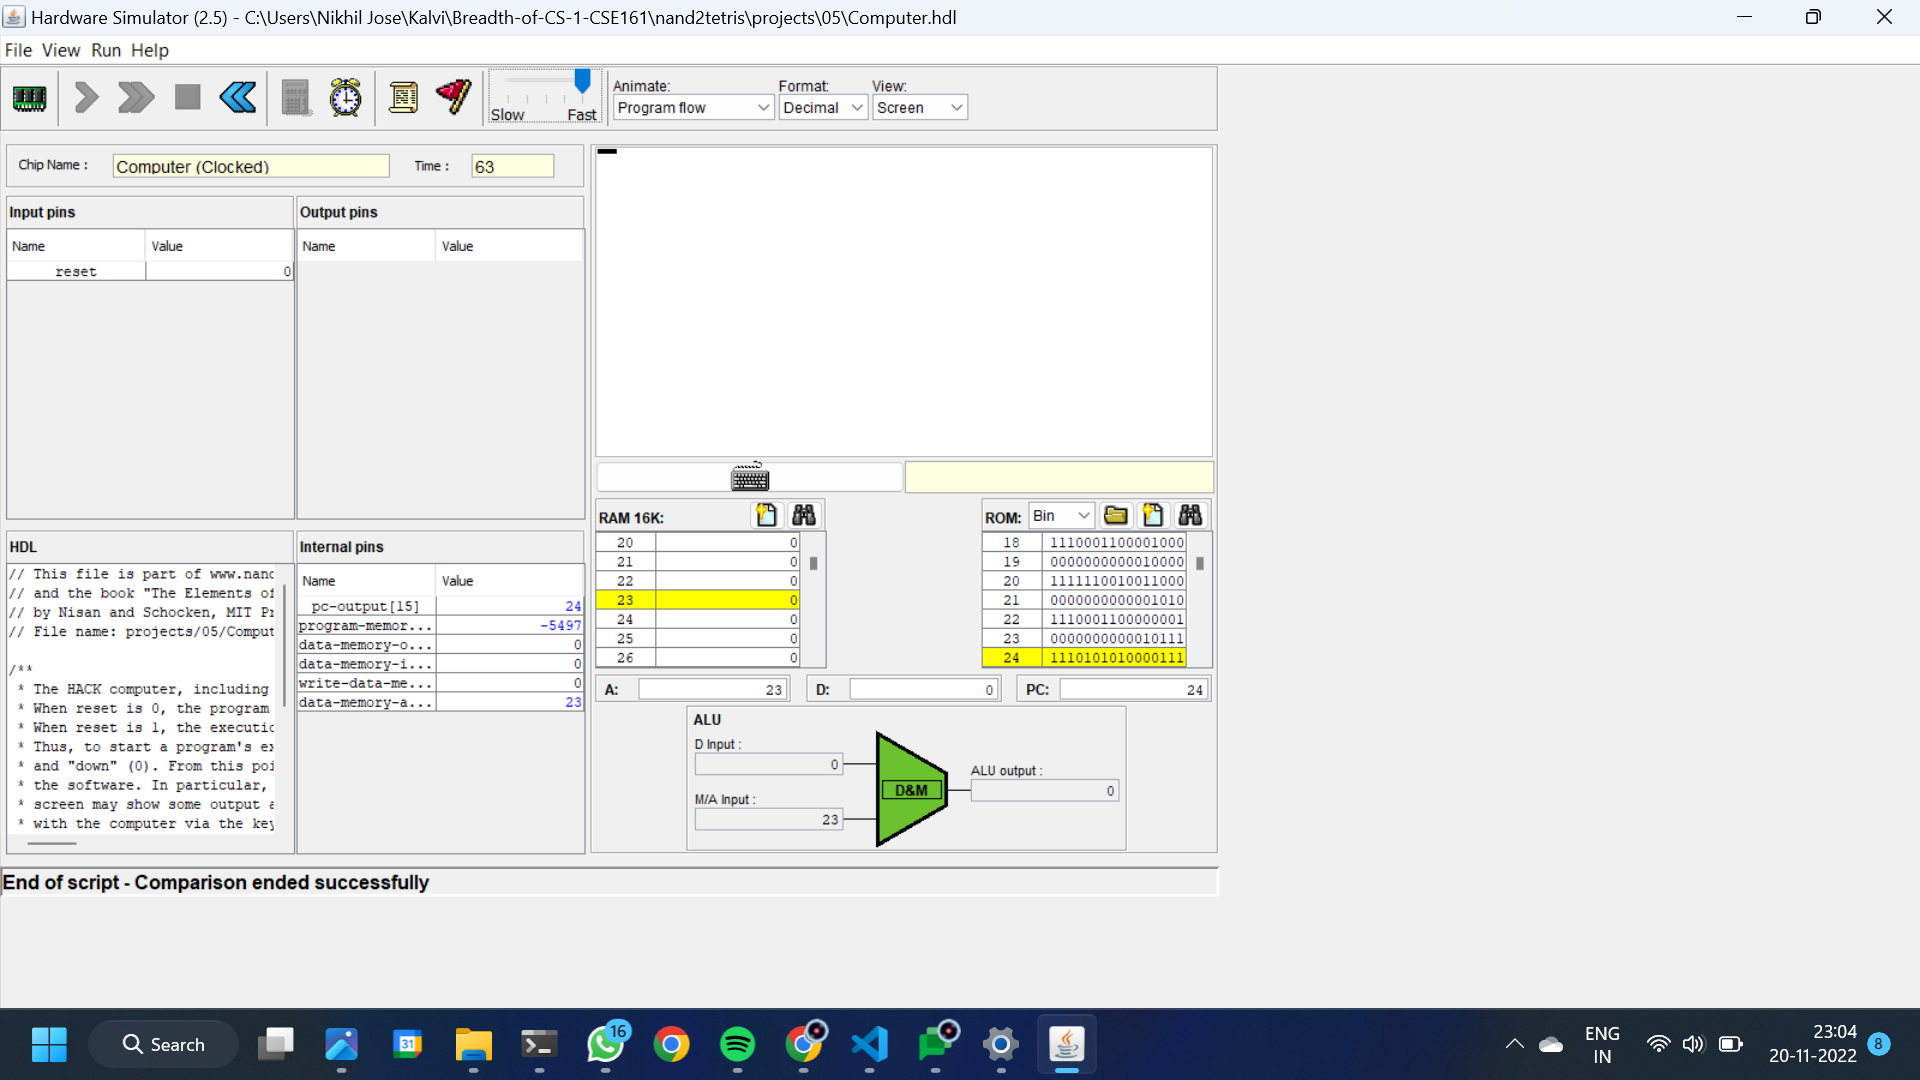 Hardware Simulator (2.5) - C:\Users\Nikhil Jose\Kalvi\Breadth-of-CS-1-CSE161\nand2tetris\projects\05\Computer.hdl
File View Run Help
Slow Fast
Animate: Format: View:
Program flow Decimal Screen
Chip Name : Computer (Clocked) Time : 63
Input pins
Name Value
reset 0
Output pins
Name Value
HDL
// This file is part of www.nand
// and the book "The Elements of
// by Nisan and Schocken, MIT Pr
// File name: projects/05/Comput
/**
* The HACK computer, including
* When reset is 0, the program
* When reset is 1, the executio
* Thus, to start a program's ex
* and "down" (0). From this poi
* the software. In particular,
* screen may show some output a
* with the computer via the key
Internal pins
Name Value
pc-output[15] 24
program-memor... -5497
data-memory-o... 0
data-memory-i... 0
write-data-me... 0
data-memory-a... 23
RAM 16K:
20 0
21 0
22 0
23 0
24 0
25 0
26 0
ROM: Bin
18 1110001100001000
19 0000000000010000
20 1111110010011000
21 0000000000001010
22 1110001100000001
23 0000000000010111
24 1110101010000111
A: 23 D: 0 PC: 24
ALU
D Input :
0
M/A Input :
23
D&M
ALU output :
0
End of script - Comparison ended successfully
Search
31
16
ENG
IN
23:04
20-11-2022
8